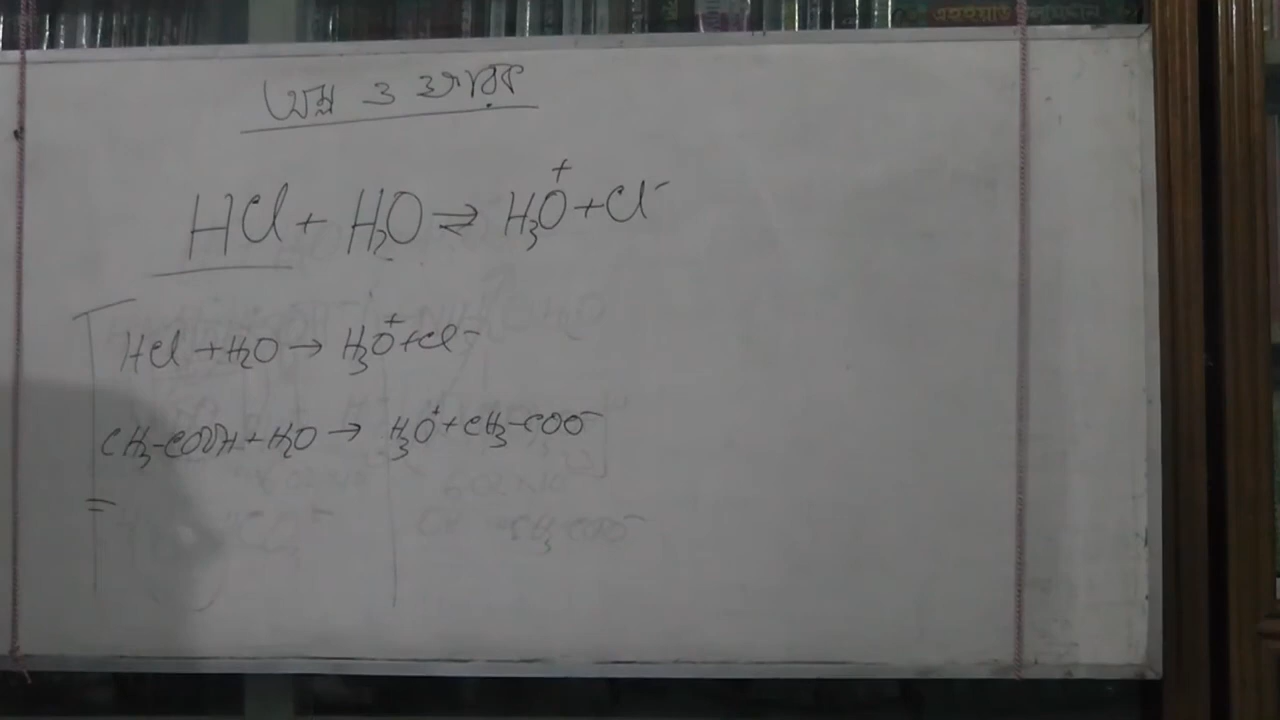 অম্ল ও ক্ষারক
HCl + H₂O ⇌ H₃O⁺ + Cl⁻
HCl + H₂O → H₃O⁺ + Cl⁻
CH₃-COOH + H₂O → H₃O⁺ + CH₃-COO⁻
=